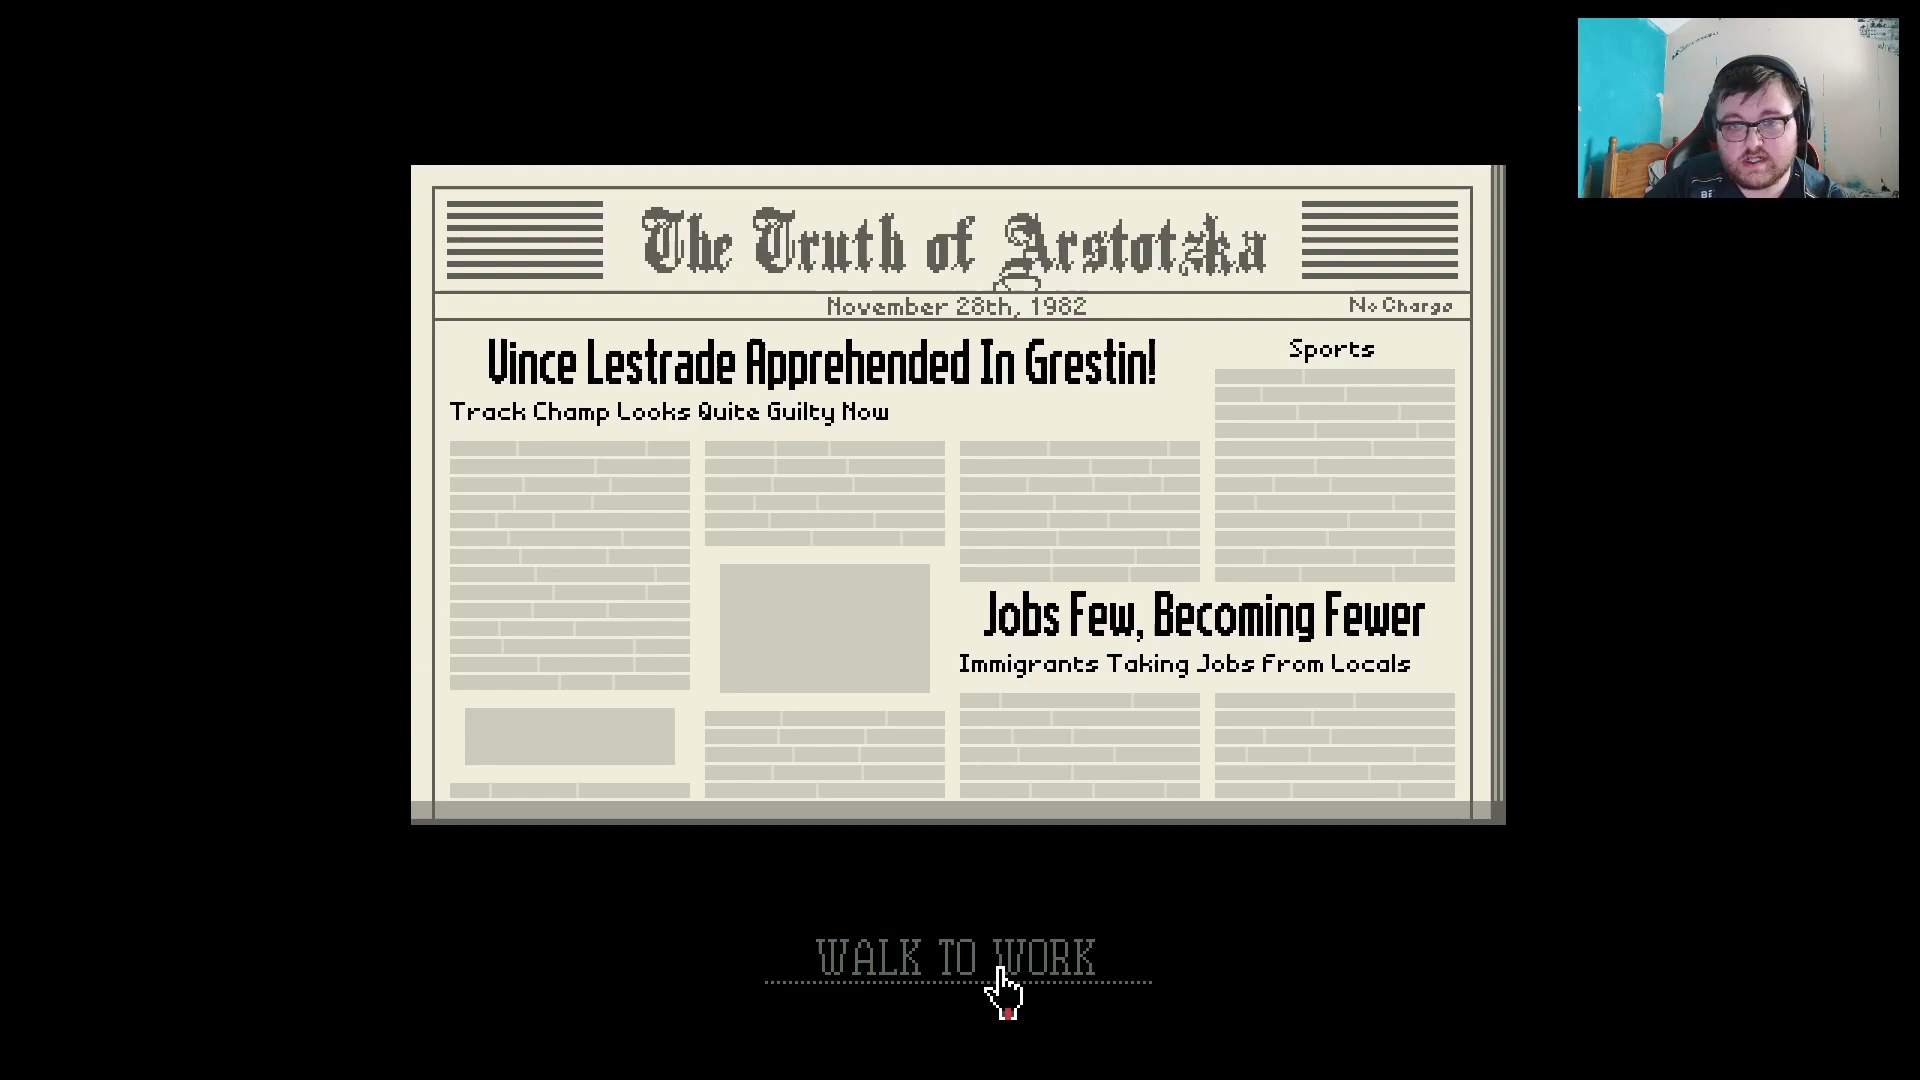 The Truth of Arstotzka
November 28th, 1982
No Charge
Vince Lestrade Apprehended In Grestin!
Track Champ Looks Quite Guilty Now
Sports
Jobs Few, Becoming Fewer
Immigrants Taking Jobs From Locals
WALK TO WORK